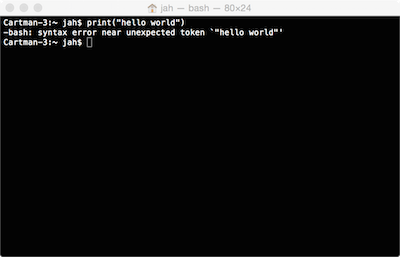 jah — bash — 80×24
Cartman-3:~ jah$ print("hello world")
-bash: syntax error near unexpected token `"hello world"'
Cartman-3:~ jah$